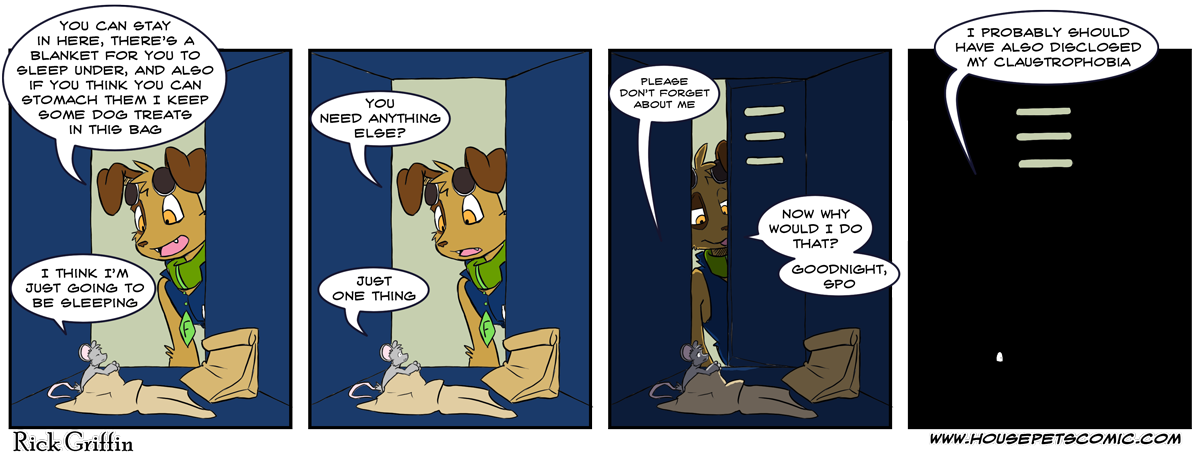 YOU CAN STAY
IN HERE, THERE'S A
BLANKET FOR YOU TO
SLEEP UNDER, AND ALSO
IF YOU THINK YOU CAN
STOMACH THEM I KEEP
SOME DOG TREATS
IN THIS BAG
I THINK I'M
JUST GOING TO
BE SLEEPING
F
YOU
NEED ANYTHING
ELSE?
JUST
ONE THING
F
PLEASE
DON'T FORGET
ABOUT ME
NOW WHY
WOULD I DO
THAT?
GOODNIGHT,
SPO
I PROBABLY SHOULD
HAVE ALSO DISCLOSED
MY CLAUSTROPHOBIA
Rick Griffin
WWW.HOUSEPETSCOMIC.COM